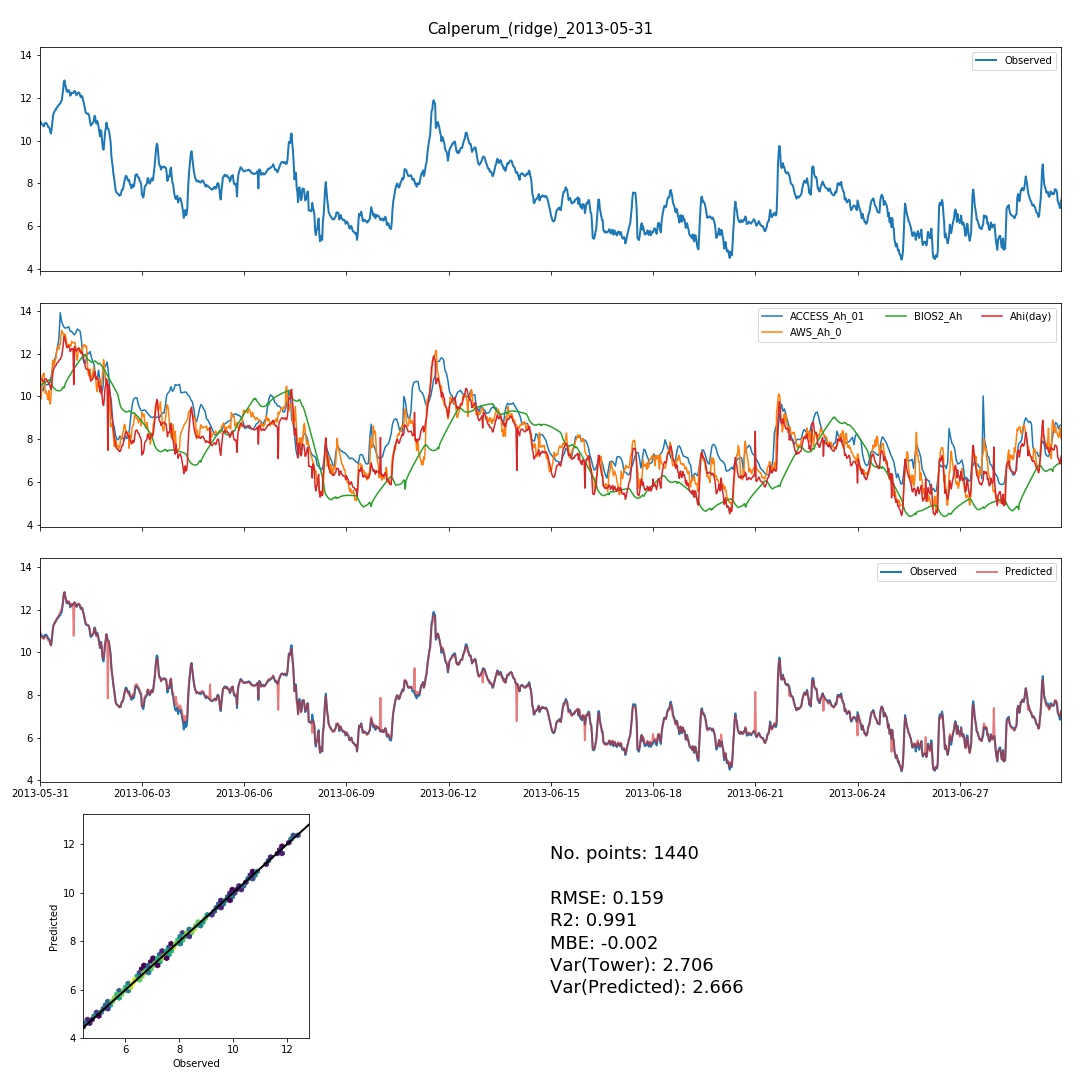 Calperum_(ridge)_2013-05-31
14
12
10
8
6
4
Observed
14
12
10
8
6
4
ACCESS_Ah_01
AWS_Ah_0
BIOS2_Ah
Ahi(day)
14
12
10
8
6
4
Observed
Predicted
2013-05-31
2013-06-03
2013-06-06
2013-06-09
2013-06-12
2013-06-15
2013-06-18
2013-06-21
2013-06-24
2013-06-27
12
10
8
6
4
Predicted
6
8
10
12
Observed
No. points: 1440
RMSE: 0.159
R2: 0.991
MBE: -0.002
Var(Tower): 2.706
Var(Predicted): 2.666